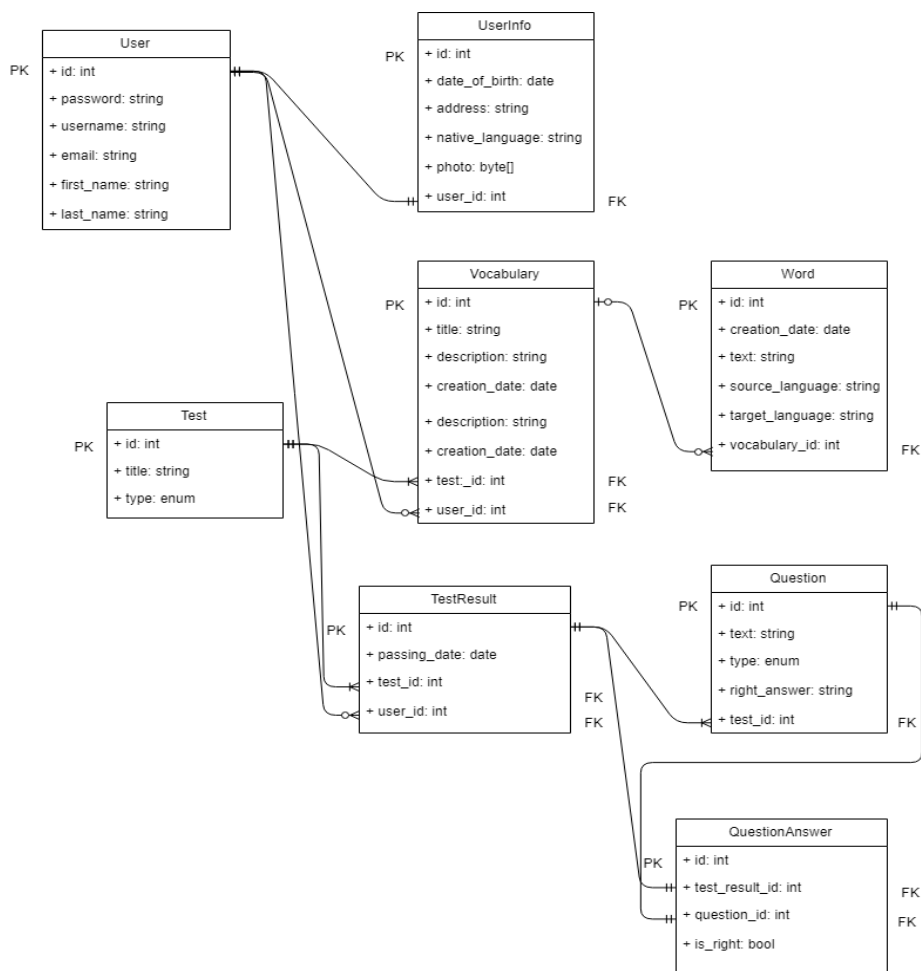 User
PK
+ id: int
+ password: string
+ username: string
+ email: string
+ first_name: string
+ last_name: string
UserInfo
PK
+ id: int
+ date_of_birth: date
+ address: string
+ native_language: string
+ photo: byte[]
+ user_id: int
FK
Vocabulary
PK
+ id: int
+ title: string
+ description: string
+ creation_date: date
+ description: string
+ creation_date: date
+ test:_id: int
FK
+ user_id: int
FK
Word
PK
+ id: int
+ creation_date: date
+ text: string
+ source_language: string
+ target_language: string
+ vocabulary_id: int
FK
Test
PK
+ id: int
+ title: string
+ type: enum
TestResult
PK
+ id: int
+ passing_date: date
+ test_id: int
FK
+ user_id: int
FK
Question
PK
+ id: int
+ text: string
+ type: enum
+ right_answer: string
+ test_id: int
FK
QuestionAnswer
PK
+ id: int
+ test_result_id: int
FK
+ question_id: int
FK
+ is_right: bool